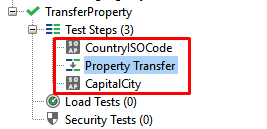 TransferProperty
Test Steps (3)
CountryISOCode
Property Transfer
CapitalCity
Load Tests (0)
Security Tests (0)